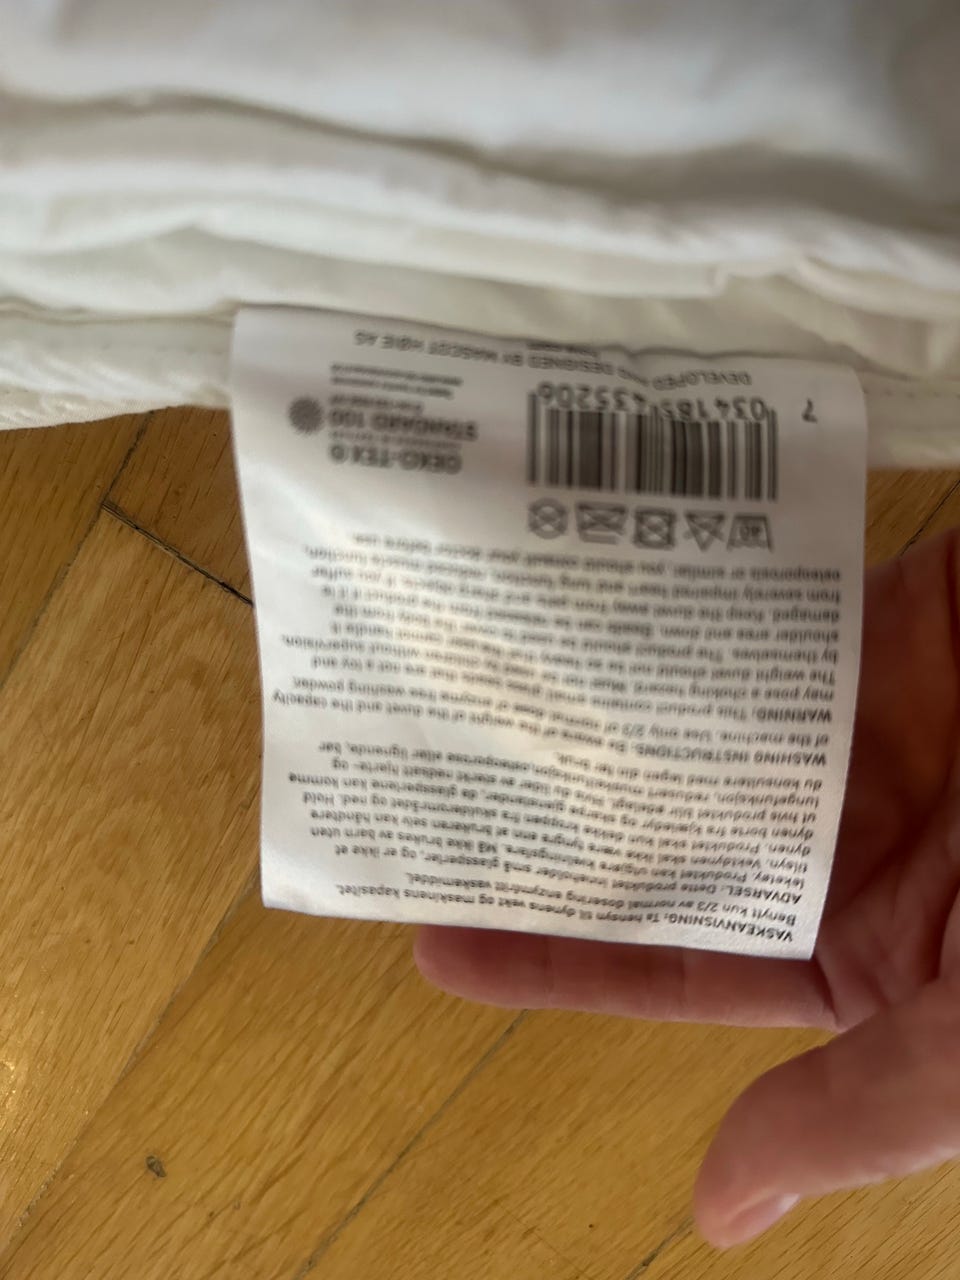 VASKEANVISNING: Ta hensyn til dynens vekt og maskinens kapasitet.
Benytt kun 2/3 av normal dosering enzymfritt vaskemiddel.
ADVARSEL: Dette produktet inneholder små glassperler, og er ikke et
leketøy. Produktet kan utgjøre kvelningsfare. Må ikke brukes av barn uten
tilsyn. Vektdynen skal ikke være tyngre enn at brukeren selv kan håndtere
dynen. Produktet skal kun dekke kroppen fra skulderområdet og ned. Hold
dynen borte fra kjæledyr og skarpe gjenstander, da glassperlene kan komme
ut hvis produktet blir ødelagt. Hvis du lider av sterkt nedsatt hjerte- og
lungefunksjon, redusert muskelfunksjon, osteoporose eller lignende, bør
du konsultere med legen din før bruk.
WASHING INSTRUCTIONS: Be aware of the weight of the duvet and the capacity
of the machine. Use only 2/3 of normal dose of enzyme free washing powder.
WARNING: This product contains small glass beads that are not a toy and
may pose a choking hazard. Must not be used by children without supervision.
The weight duvet should not be so heavy that the user cannot handle it
by themselves. The product should be used to cover the body from the
shoulder area and down. Beads can be released from the product if it is
damaged. Keep the duvet away from pets and sharp objects. If you suffer
from severely impaired heart and lung function, reduced muscle function,
osteoporosis or similar, you should consult your doctor before use.
40
7 034185 435206
OEKO-TEX®
STANDARD 100
DEVELOPED AND DESIGNED BY MASCOT HØIE AS